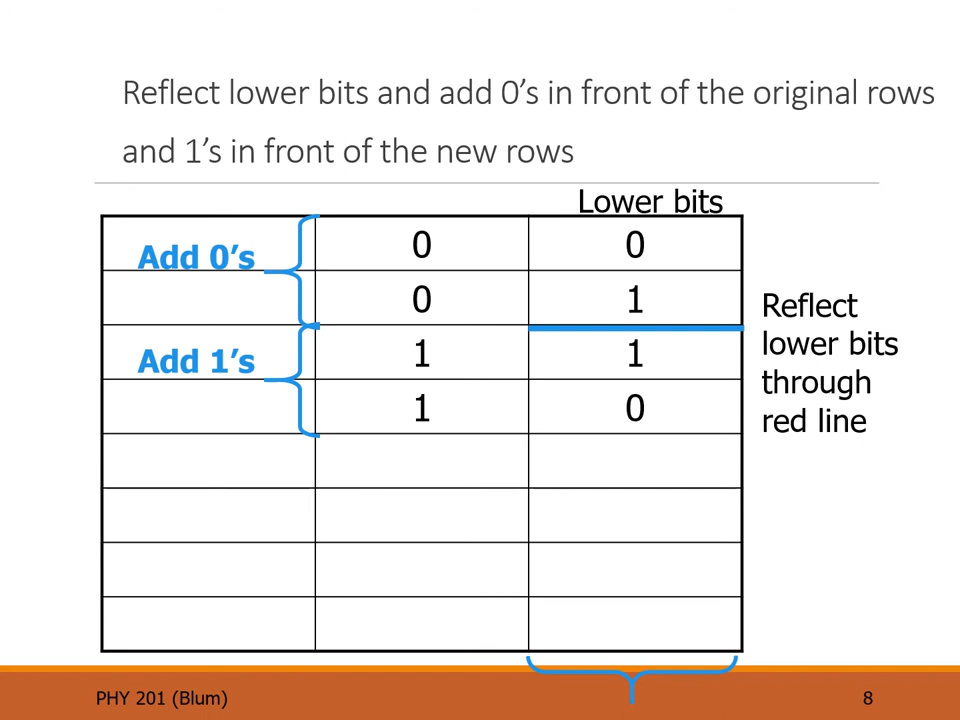 Reflect lower bits and add 0’s in front of the original rows
and 1’s in front of the new rows
Lower bits
Add 0’s
0 0
0 1
Add 1’s
1 1
1 0
Reflect
lower bits
through
red line
PHY 201 (Blum)
8